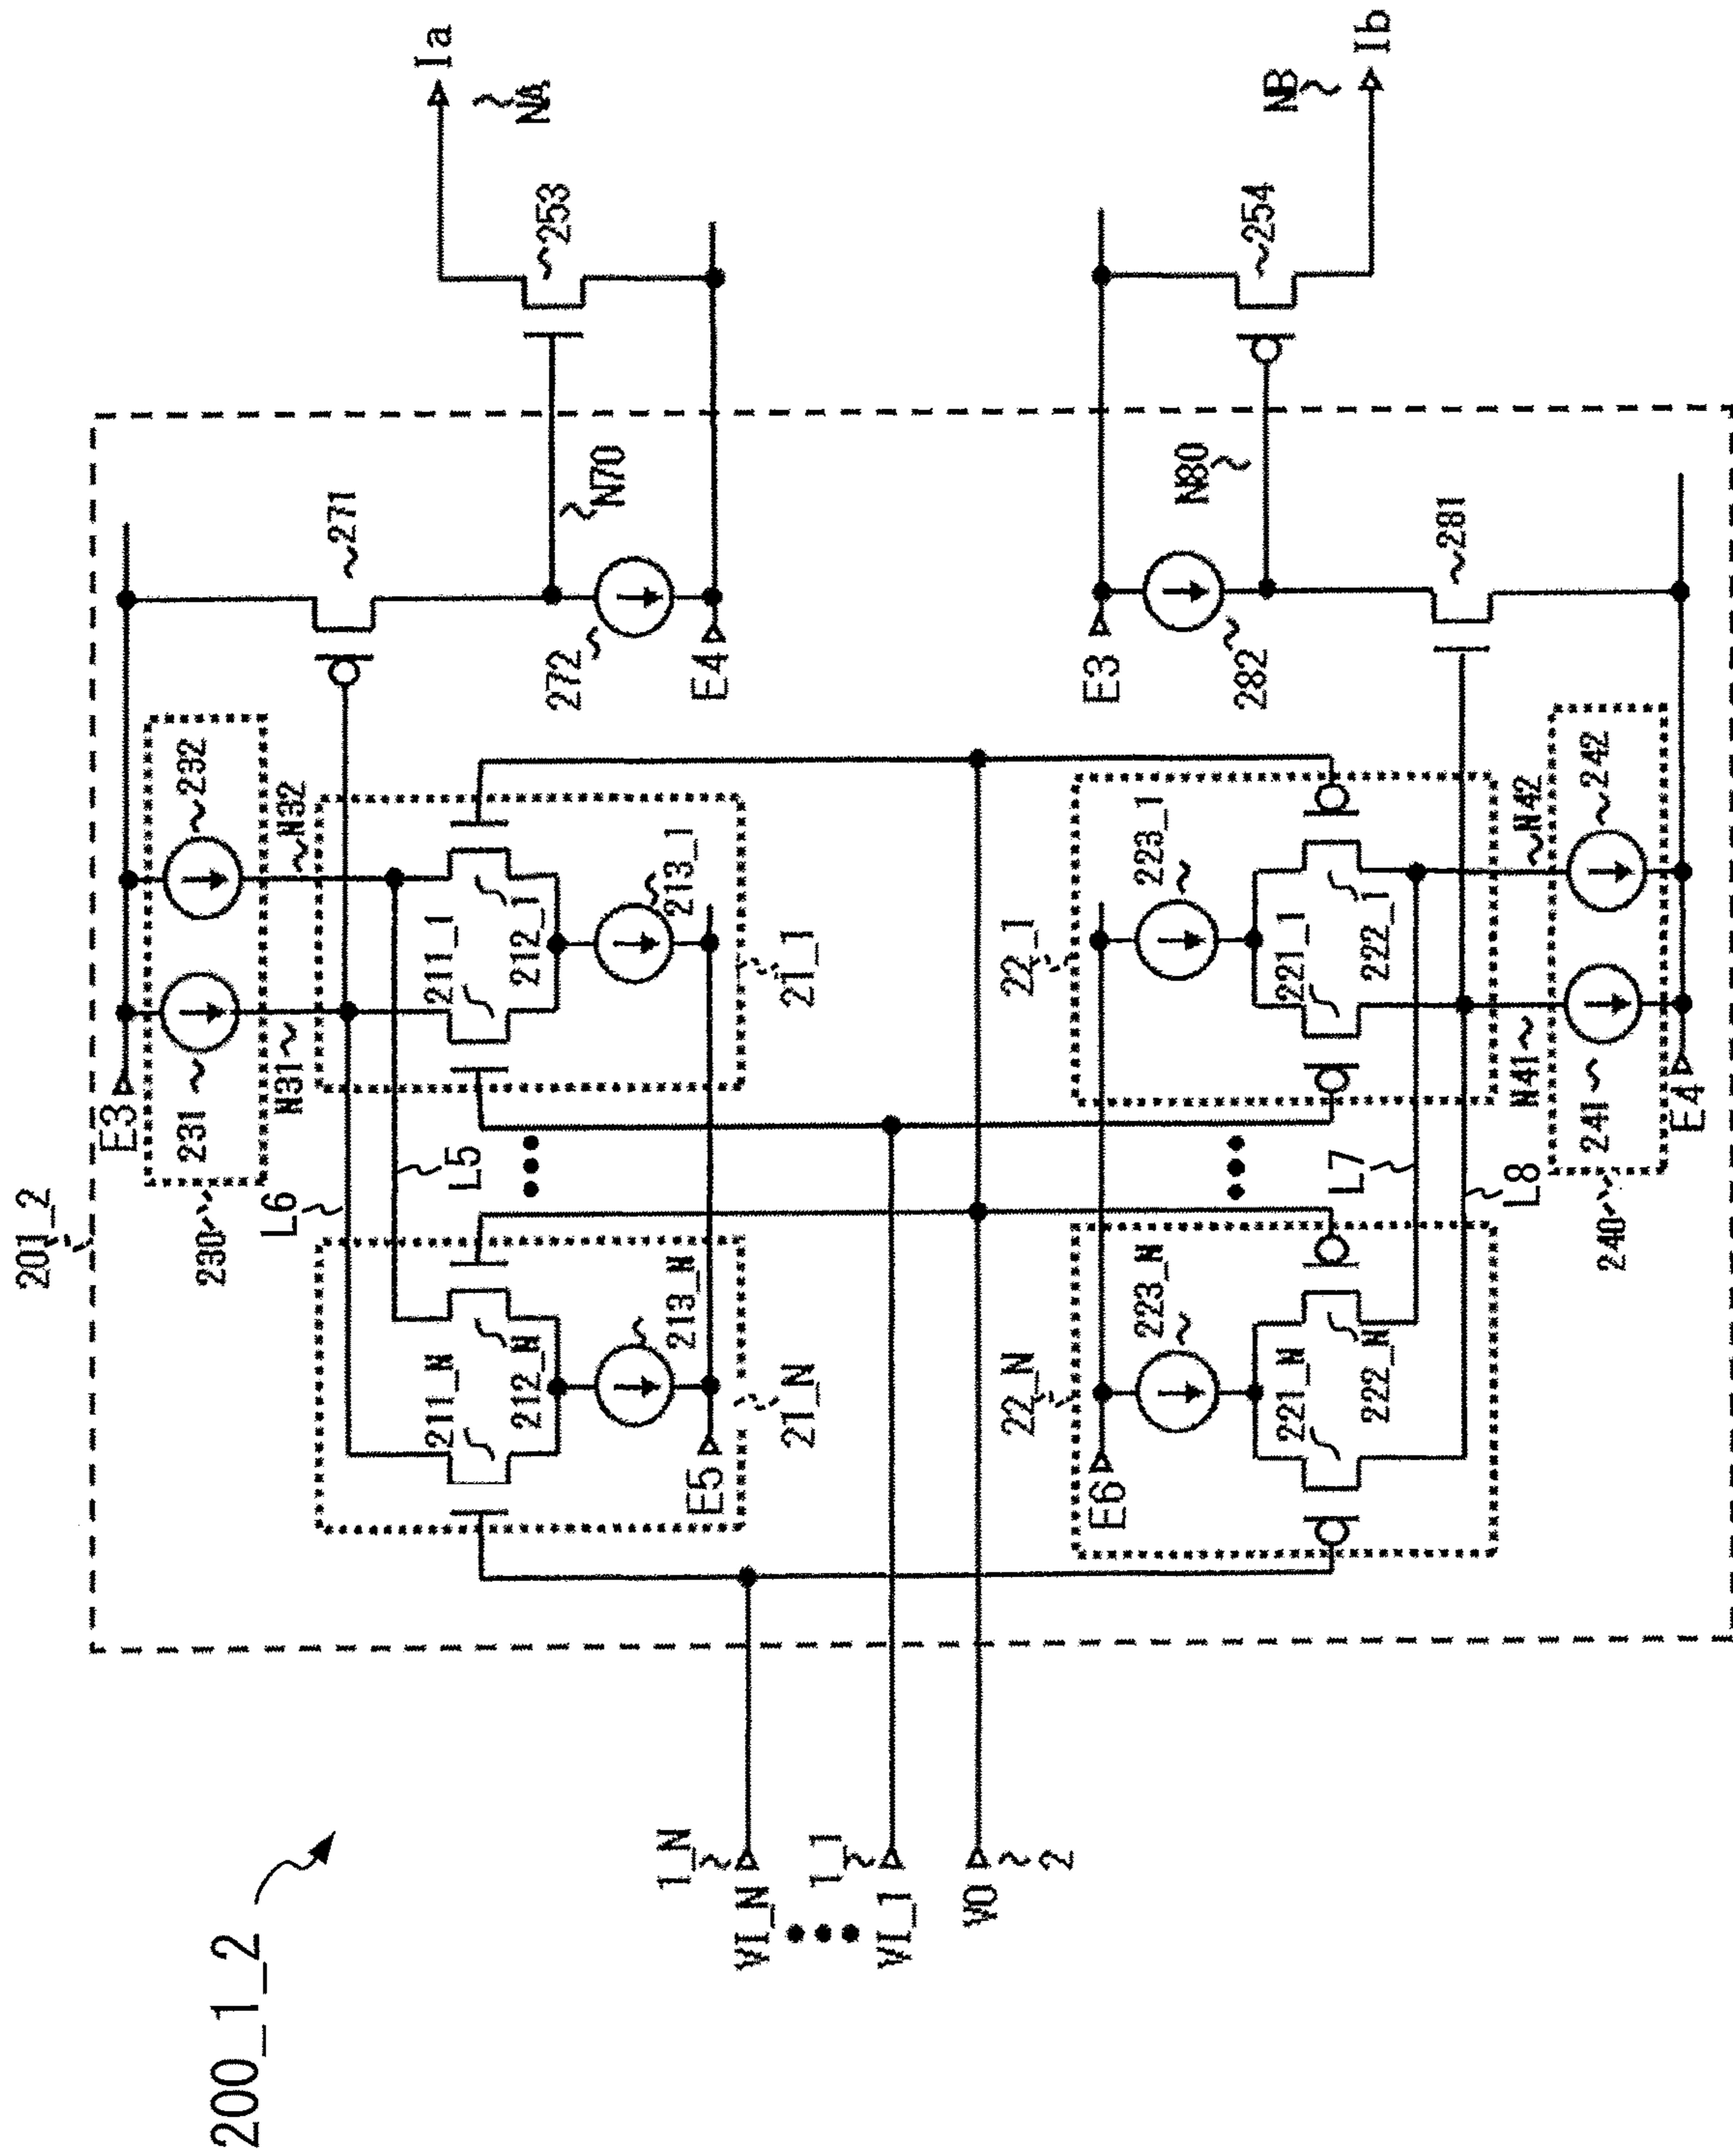 200_1_2
201_2
E3
230
231
232
N31
N32
271
Ia
NA
253
N70
272
E4
L6
L5
211_1
212_1
213_1
21_1
211_N
212_N
213_N
21_N
E5
VI_N
1_N
VI_1
1_1
VO
2
E6
22_N
223_N
221_N
222_N
22_1
223_1
221_1
222_1
L7
L8
E3
282
N80
254
NB
Ib
281
N41
N42
240
241
242
E4